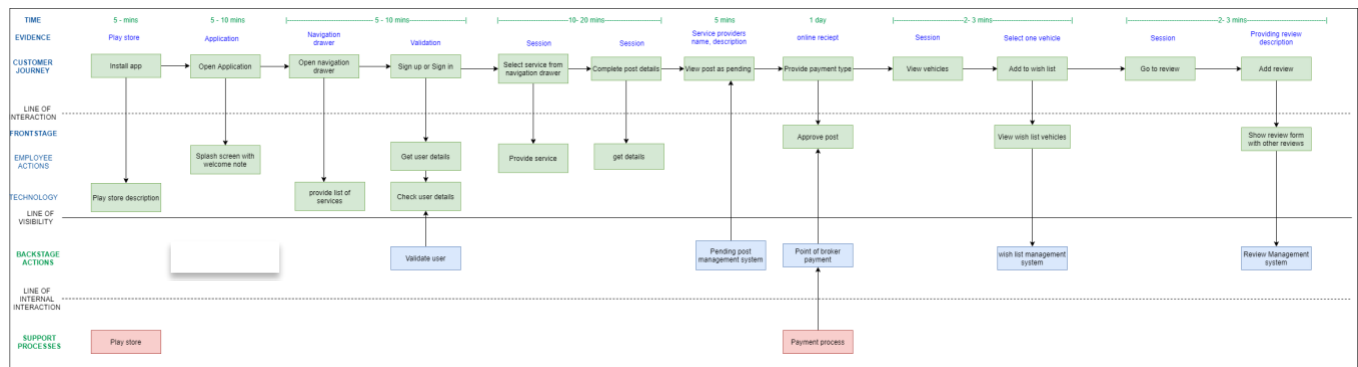 TIME 5 - mins 5 - 10 mins 5 - 10 mins 10- 20 mins 5 mins 1 day 2- 3 mins 2- 3 mins
EVIDENCE Play store Application Navigation
drawer Validation Session Session Service providers
name, description online reciept Session Select one vehicle Session Providing review
description
CUSTOMER
JOURNEY
Install app
Open Application
Open navigation
drawer
Sign up or Sign in
Select service from
navigation drawer
Complete post details
View post as pending
Provide payment type
View vehicles
Add to wish list
Go to review
Add review
LINE OF
INTERACTION
FRONTSTAGE
Approve post
View wish list vehicles
Show review form
with other reviews
EMPLOYEE
ACTIONS
Splash screen with
welcome note
Get user details
Provide service
get details
TECHNOLOGY
Play store description
provide list of
services
Check user details
LINE OF
VISIBILITY
BACKSTAGE
ACTIONS
Validate user
Pending post
management system
Point of broker
payment
wish list management
system
Review Management
system
LINE OF
INTERNAL
INTERACTION
SUPPORT
PROCESSES
Play store
Payment process